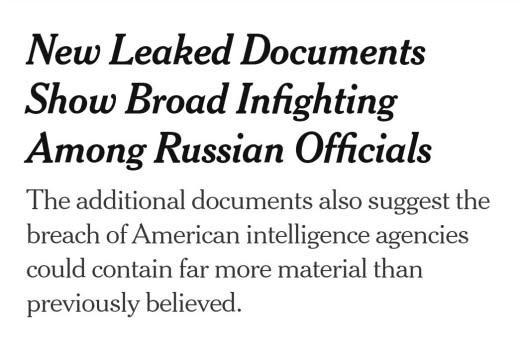 New Leaked Documents
Show Broad Infighting
Among Russian Officials
The additional documents also suggest the
breach of American intelligence agencies
could contain far more material than
previously believed.